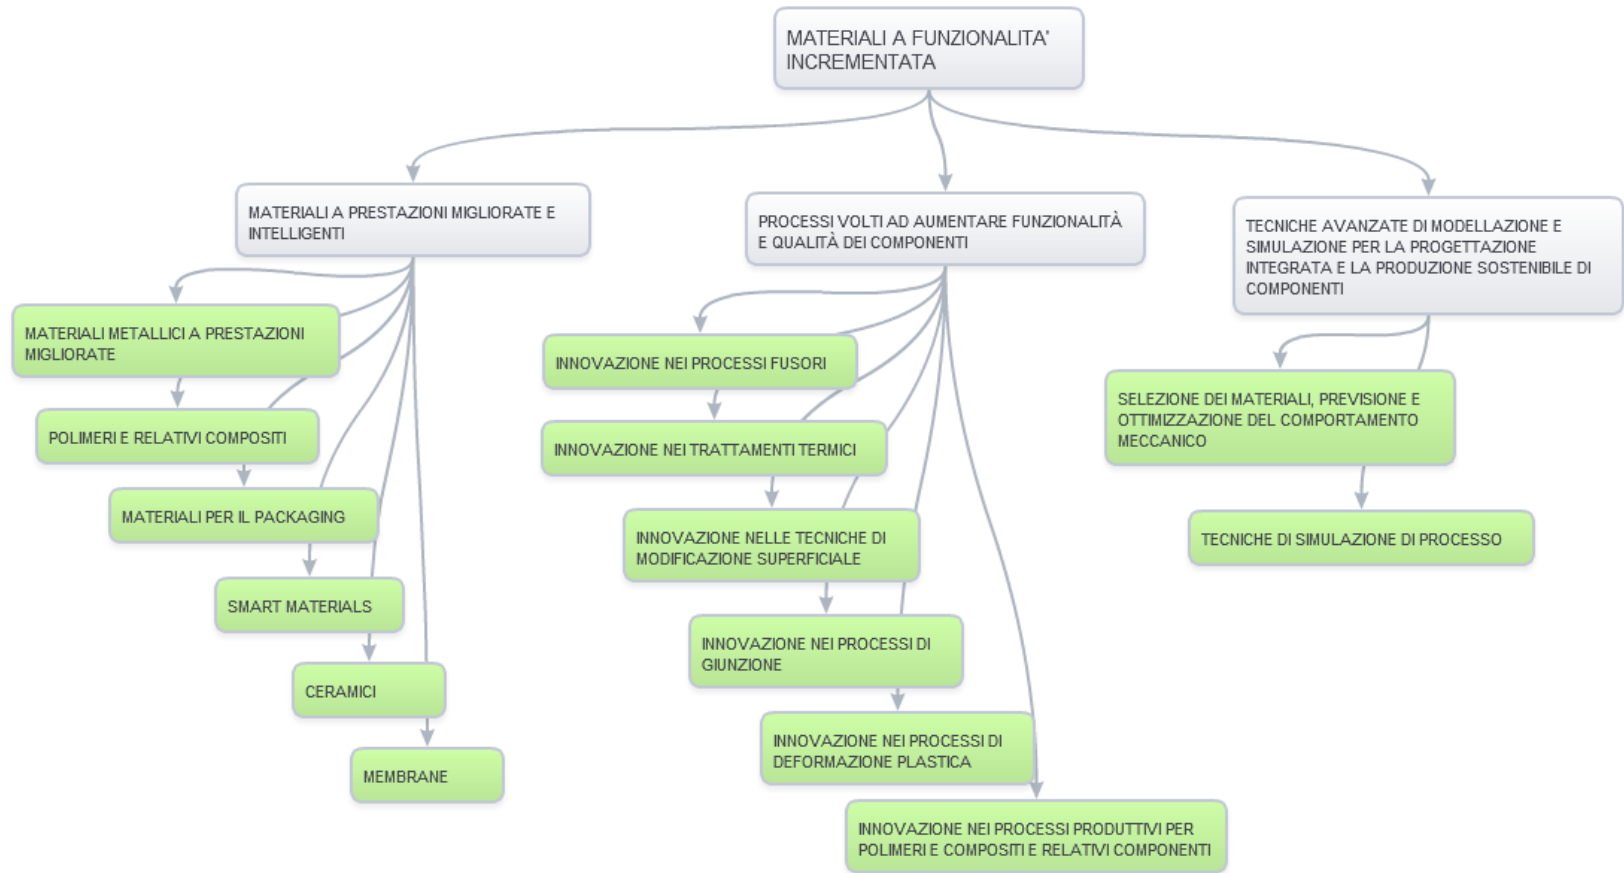 MATERIALI A FUNZIONALITA'
INCREMENTATA
MATERIALI A PRESTAZIONI MIGLIORATE E
INTELLIGENTI
MATERIALI METALLICI A PRESTAZIONI
MIGLIORATE
POLIMERI E RELATIVI COMPOSITI
MATERIALI PER IL PACKAGING
SMART MATERIALS
CERAMICI
MEMBRANE
PROCESSI VOLTI AD AUMENTARE FUNZIONALITÀ
E QUALITÀ DEI COMPONENTI
INNOVAZIONE NEI PROCESSI FUSORI
INNOVAZIONE NEI TRATTAMENTI TERMICI
INNOVAZIONE NELLE TECNICHE DI
MODIFICAZIONE SUPERFICIALE
INNOVAZIONE NEI PROCESSI DI
GIUNZIONE
INNOVAZIONE NEI PROCESSI DI
DEFORMAZIONE PLASTICA
INNOVAZIONE NEI PROCESSI PRODUTTIVI PER
POLIMERI E COMPOSITI E RELATIVI COMPONENTI
TECNICHE AVANZATE DI MODELLAZIONE E
SIMULAZIONE PER LA PROGETTAZIONE
INTEGRATA E LA PRODUZIONE SOSTENIBILE DI
COMPONENTI
SELEZIONE DEI MATERIALI, PREVISIONE E
OTTIMIZZAZIONE DEL COMPORTAMENTO
MECCANICO
TECNICHE DI SIMULAZIONE DI PROCESSO